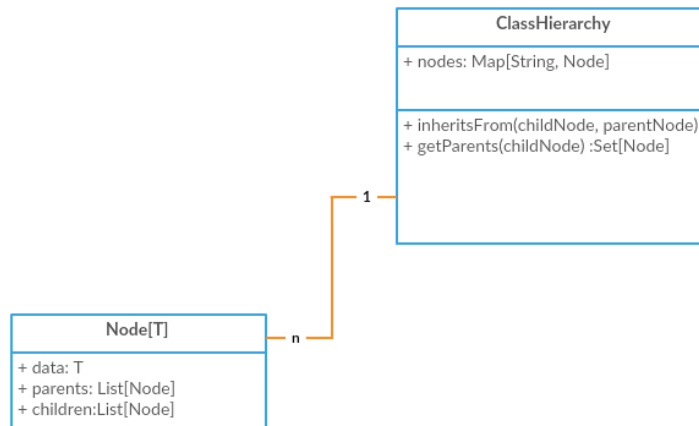 ClassHierarchy
+ nodes: Map[String, Node]
+ inheritsFrom(childNode, parentNode)
+ getParents(childNode) :Set[Node]
1
n
Node[T]
+ data: T
+ parents: List[Node]
+ children:List[Node]